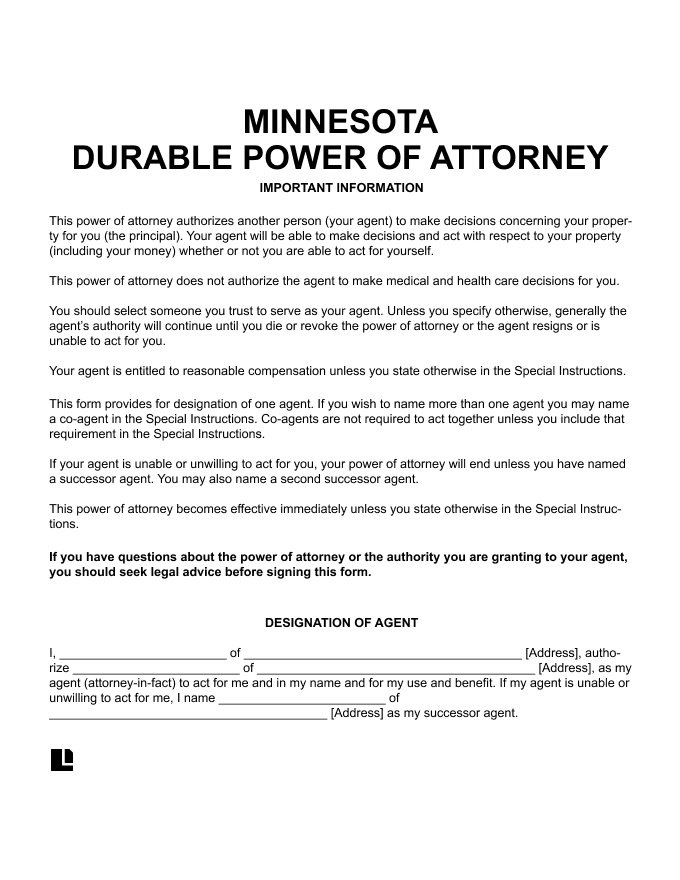 MINNESOTA
DURABLE POWER OF ATTORNEY
IMPORTANT INFORMATION
This power of attorney authorizes another person (your agent) to make decisions concerning your proper-
ty for you (the principal). Your agent will be able to make decisions and act with respect to your property
(including your money) whether or not you are able to act for yourself.
This power of attorney does not authorize the agent to make medical and health care decisions for you.
You should select someone you trust to serve as your agent. Unless you specify otherwise, generally the
agent’s authority will continue until you die or revoke the power of attorney or the agent resigns or is
unable to act for you.
Your agent is entitled to reasonable compensation unless you state otherwise in the Special Instructions.
This form provides for designation of one agent. If you wish to name more than one agent you may name
a co-agent in the Special Instructions. Co-agents are not required to act together unless you include that
requirement in the Special Instructions.
If your agent is unable or unwilling to act for you, your power of attorney will end unless you have named
a successor agent. You may also name a second successor agent.
This power of attorney becomes effective immediately unless you state otherwise in the Special Instruc-
tions.
If you have questions about the power of attorney or the authority you are granting to your agent,
you should seek legal advice before signing this form.
DESIGNATION OF AGENT
I, ________________________ of ________________________________________ [Address], autho-
rize ________________________ of ________________________________________ [Address], as my
agent (attorney-in-fact) to act for me and in my name and for my use and benefit. If my agent is unable or
unwilling to act for me, I name ________________________ of
________________________________________ [Address] as my successor agent.